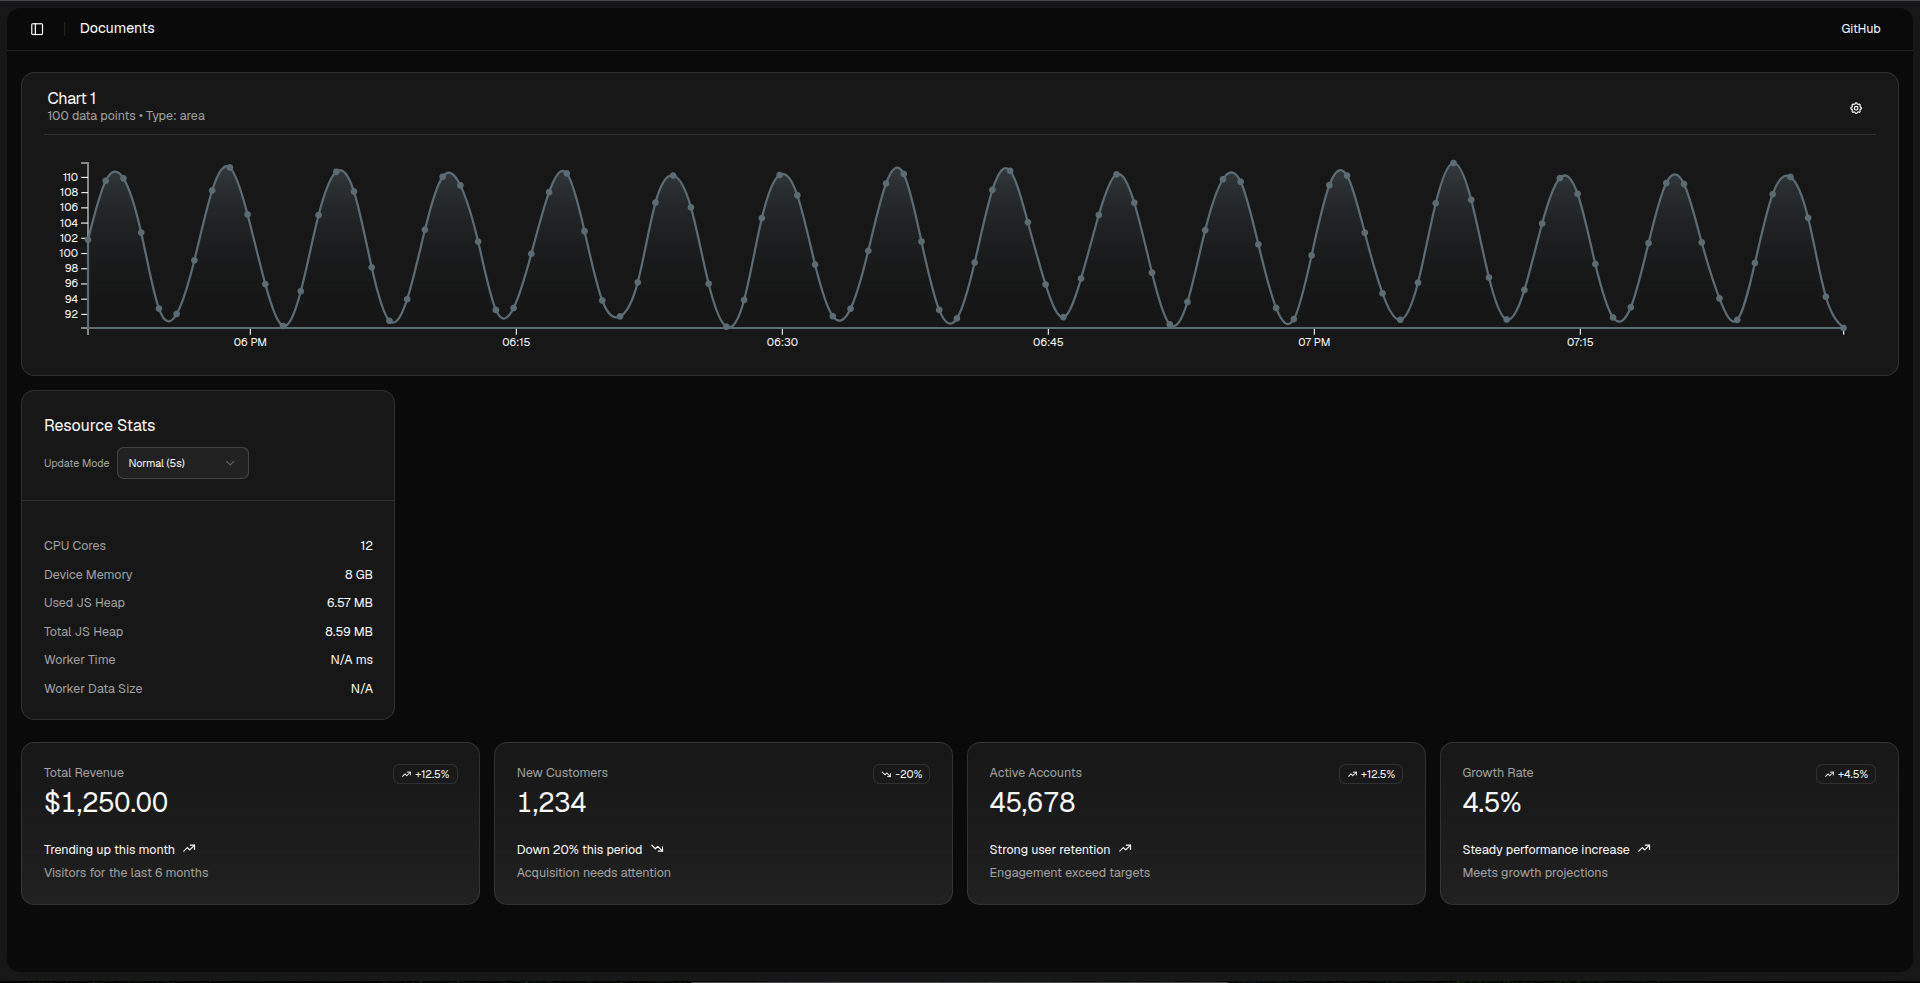 Documents
GitHub
Chart 1
100 data points • Type: area
110
108
106
104
102
100
98
96
94
92
06 PM
06:15
06:30
06:45
07 PM
07:15
Resource Stats
Update Mode
Normal (5s)
CPU Cores
12
Device Memory
8 GB
Used JS Heap
6.57 MB
Total JS Heap
8.59 MB
Worker Time
N/A ms
Worker Data Size
N/A
Total Revenue
+12.5%
$1,250.00
Trending up this month
Visitors for the last 6 months
New Customers
-20%
1,234
Down 20% this period
Acquisition needs attention
Active Accounts
+12.5%
45,678
Strong user retention
Engagement exceed targets
Growth Rate
+4.5%
4.5%
Steady performance increase
Meets growth projections